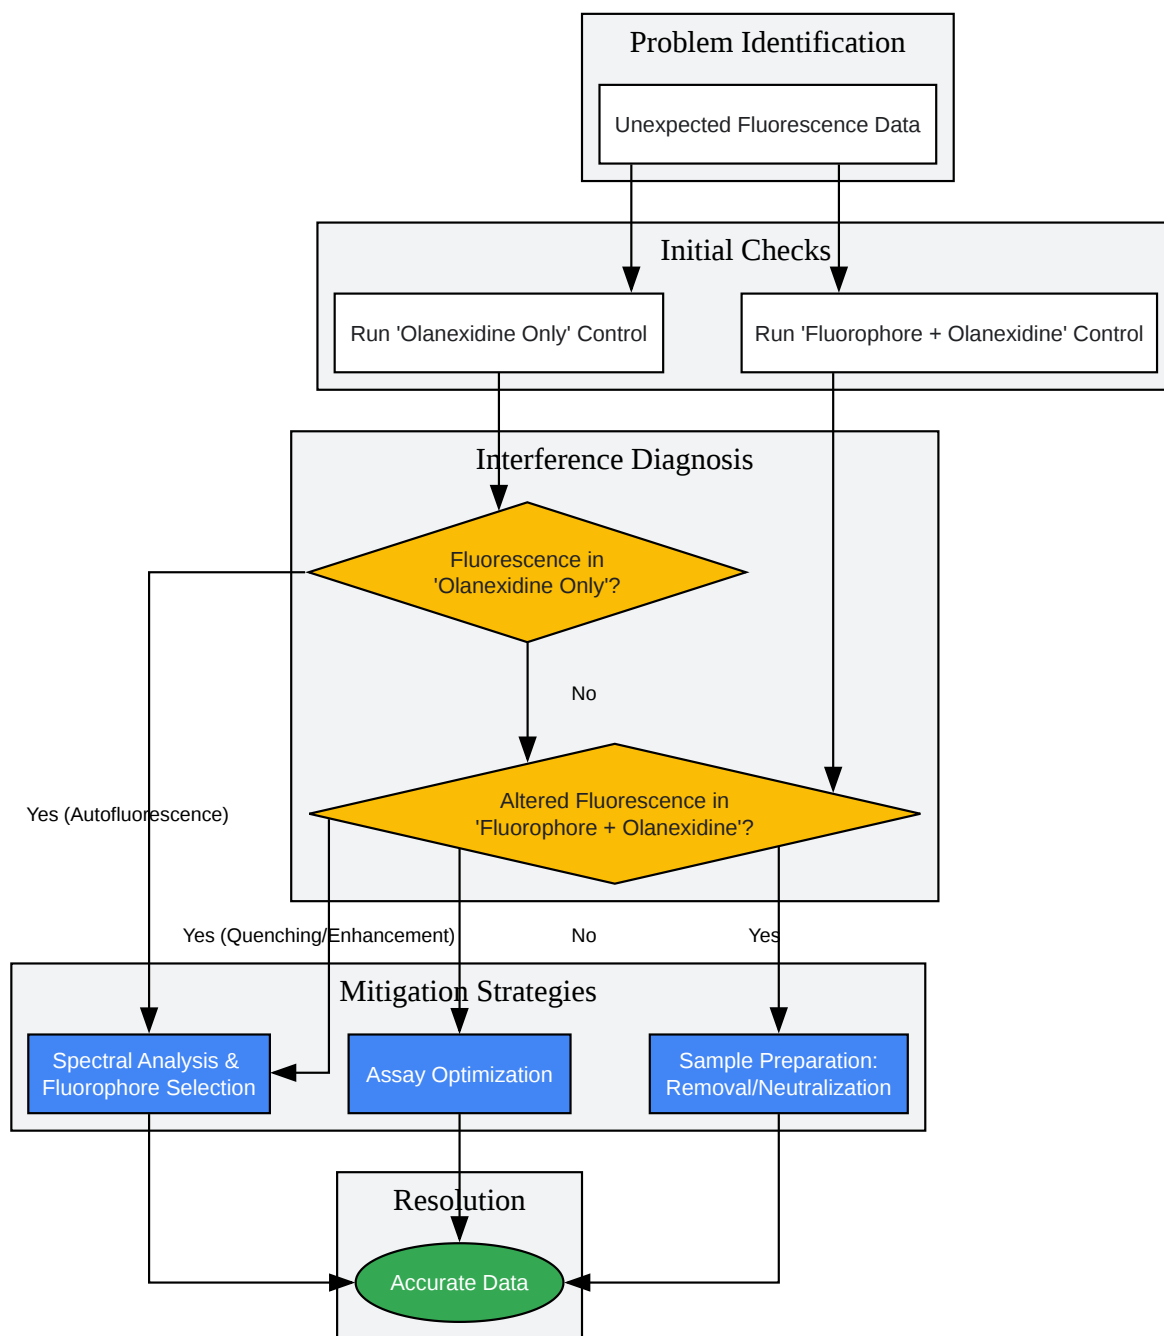 Problem Identification
Unexpected Fluorescence Data
Initial Checks
Run 'Olanexidine Only' Control
Run 'Fluorophore + Olanexidine' Control
Interference Diagnosis
Fluorescence in
'Olanexidine Only'?
No
Yes (Autofluorescence)
Altered Fluorescence in
'Fluorophore + Olanexidine'?
Yes (Quenching/Enhancement)
No
Yes
Mitigation Strategies
Spectral Analysis &
Fluorophore Selection
Assay Optimization
Sample Preparation:
Removal/Neutralization
Resolution
Accurate Data